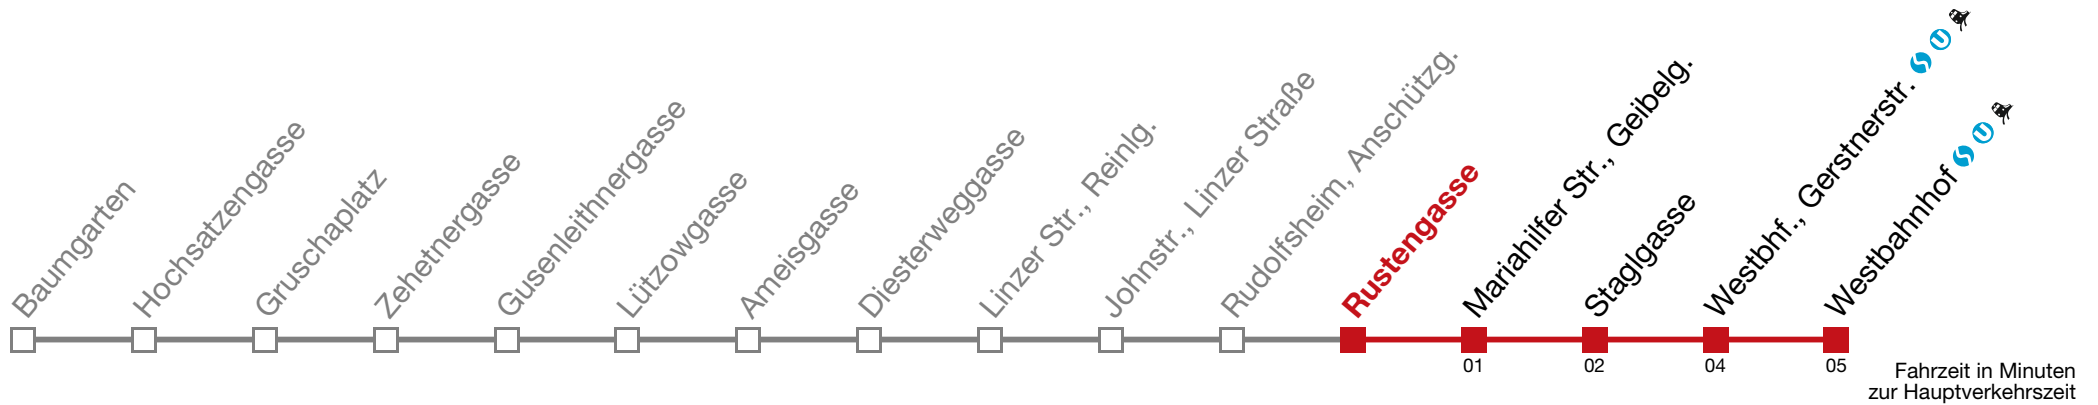 Baumgarten
Hochsatzengasse
Gruschaplatz
Zehetnergasse
Gusenleithnergasse
Lützowgasse
Ameisgasse
Diesterweggasse
Linzer Str., Reinlg.
Johnstr., Linzer Straße
Rudolfsheim, Anschützg.
Rustengasse
Mariahilfer Str., Geibelg.
Staglgasse
Westbhf., Gerstnerstr. S U
Westbahnhof S U
01
02
04
05
Fahrzeit in Minuten
zur Hauptverkehrszeit